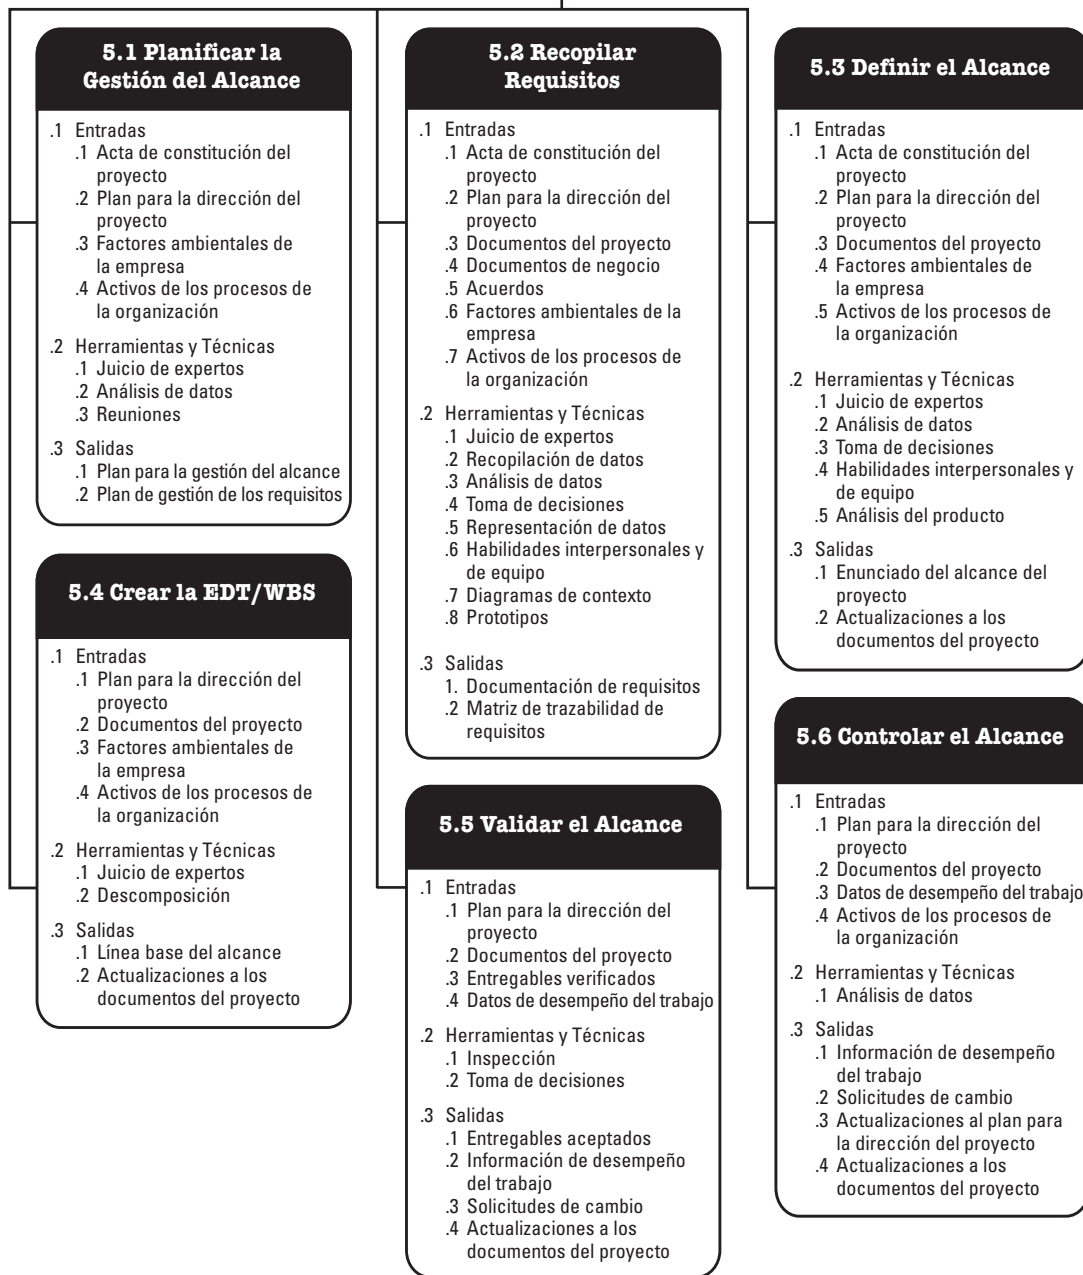 5.1 Planificar la
Gestión del Alcance
.1 Entradas
.1 Acta de constitución del
proyecto
.2 Plan para la dirección del
proyecto
.3 Factores ambientales de
la empresa
.4 Activos de los procesos de
la organización
.2 Herramientas y Técnicas
.1 Juicio de expertos
.2 Análisis de datos
.3 Reuniones
.3 Salidas
.1 Plan para la gestión del alcance
.2 Plan de gestión de los requisitos
5.2 Recopilar
Requisitos
.1 Entradas
.1 Acta de constitución del
proyecto
.2 Plan para la dirección del
proyecto
.3 Documentos del proyecto
.4 Documentos de negocio
.5 Acuerdos
.6 Factores ambientales de la
empresa
.7 Activos de los procesos de
la organización
.2 Herramientas y Técnicas
.1 Juicio de expertos
.2 Recopilación de datos
.3 Análisis de datos
.4 Toma de decisiones
.5 Representación de datos
.6 Habilidades interpersonales y
de equipo
.7 Diagramas de contexto
.8 Prototipos
.3 Salidas
1. Documentación de requisitos
.2 Matriz de trazabilidad de
requisitos
5.3 Definir el Alcance
.1 Entradas
.1 Acta de constitución del
proyecto
.2 Plan para la dirección del
proyecto
.3 Documentos del proyecto
.4 Factores ambientales de
la empresa
.5 Activos de los procesos de
la organización
.2 Herramientas y Técnicas
.1 Juicio de expertos
.2 Análisis de datos
.3 Toma de decisiones
.4 Habilidades interpersonales y
de equipo
.5 Análisis del producto
.3 Salidas
.1 Enunciado del alcance del
proyecto
.2 Actualizaciones a los
documentos del proyecto
5.4 Crear la EDT/WBS
.1 Entradas
.1 Plan para la dirección del
proyecto
.2 Documentos del proyecto
.3 Factores ambientales de
la empresa
.4 Activos de los procesos de
la organización
.2 Herramientas y Técnicas
.1 Juicio de expertos
.2 Descomposición
.3 Salidas
.1 Línea base del alcance
.2 Actualizaciones a los
documentos del proyecto
5.5 Validar el Alcance
.1 Entradas
.1 Plan para la dirección del
proyecto
.2 Documentos del proyecto
.3 Entregables verificados
.4 Datos de desempeño del trabajo
.2 Herramientas y Técnicas
.1 Inspección
.2 Toma de decisiones
.3 Salidas
.1 Entregables aceptados
.2 Información de desempeño
del trabajo
.3 Solicitudes de cambio
.4 Actualizaciones a los
documentos del proyecto
5.6 Controlar el Alcance
.1 Entradas
.1 Plan para la dirección del
proyecto
.2 Documentos del proyecto
.3 Datos de desempeño del trabajo
.4 Activos de los procesos de
la organización
.2 Herramientas y Técnicas
.1 Análisis de datos
.3 Salidas
.1 Información de desempeño
del trabajo
.2 Solicitudes de cambio
.3 Actualizaciones al plan para
la dirección del proyecto
.4 Actualizaciones a los
documentos del proyecto